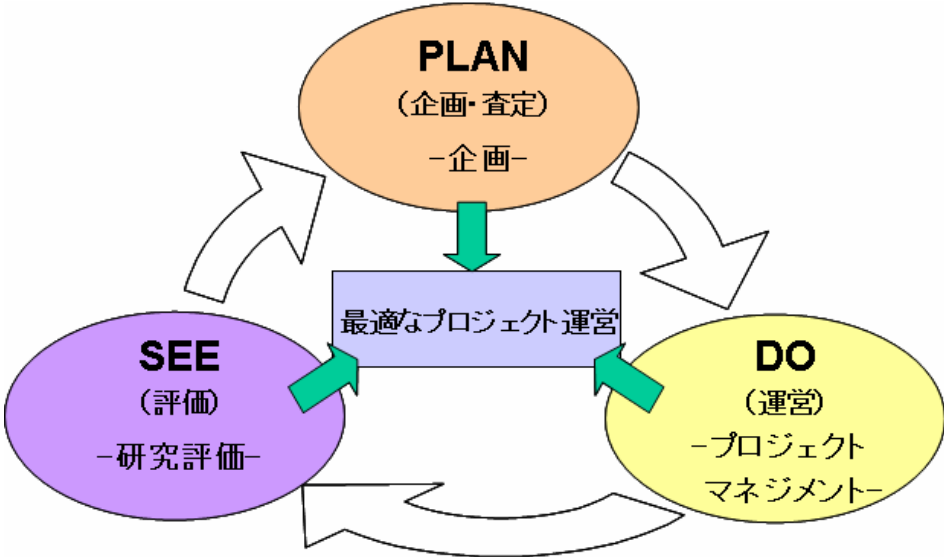 PLAN
(企画・査定)
-企画-
最適なプロジェクト運営
SEE
(評価)
-研究評価-
DO
(運営)
-プロジェクト
マネジメント-